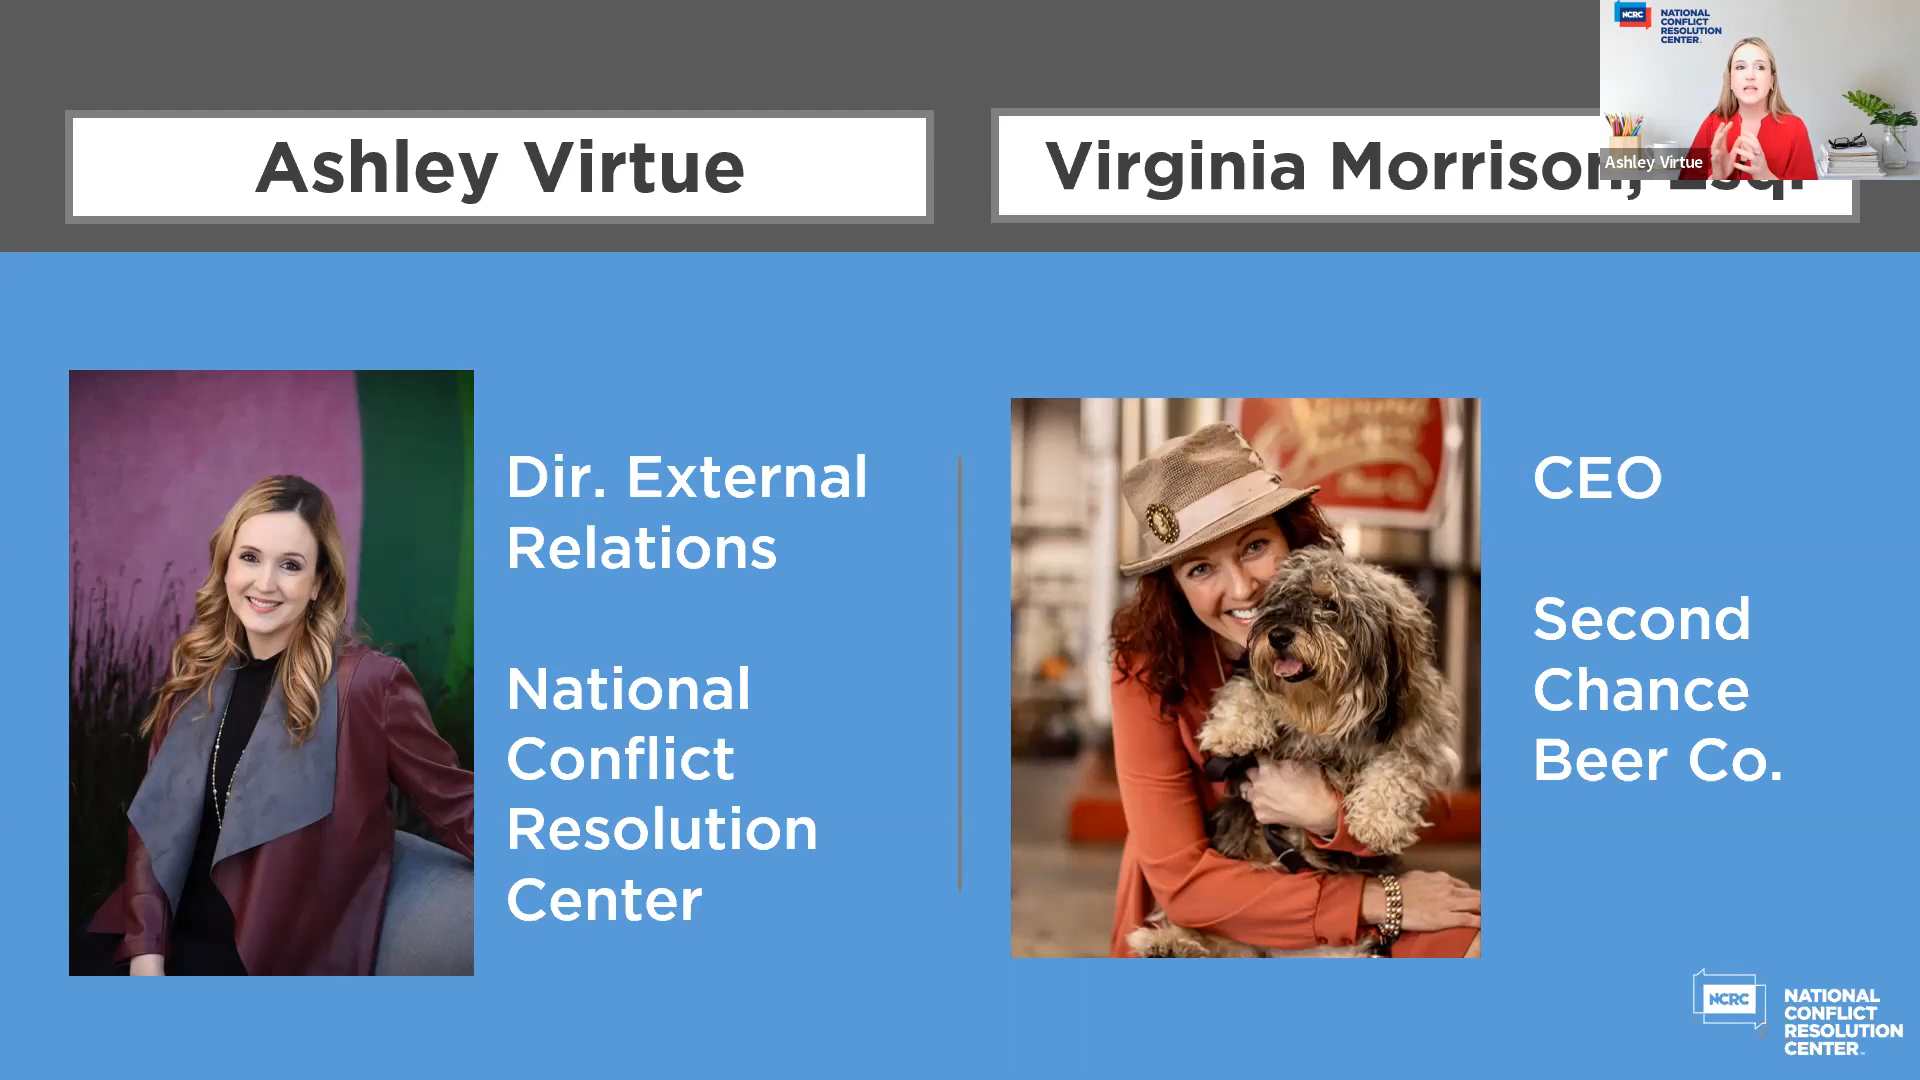 Ashley Virtue
Virginia Morrison, Esq.
NCRC
NATIONAL
CONFLICT
RESOLUTION
CENTER
Ashley Virtue
Dir. External
Relations
National
Conflict
Resolution
Center
CEO
Second
Chance
Beer Co.
NCRC
NATIONAL
CONFLICT
RESOLUTION
CENTER